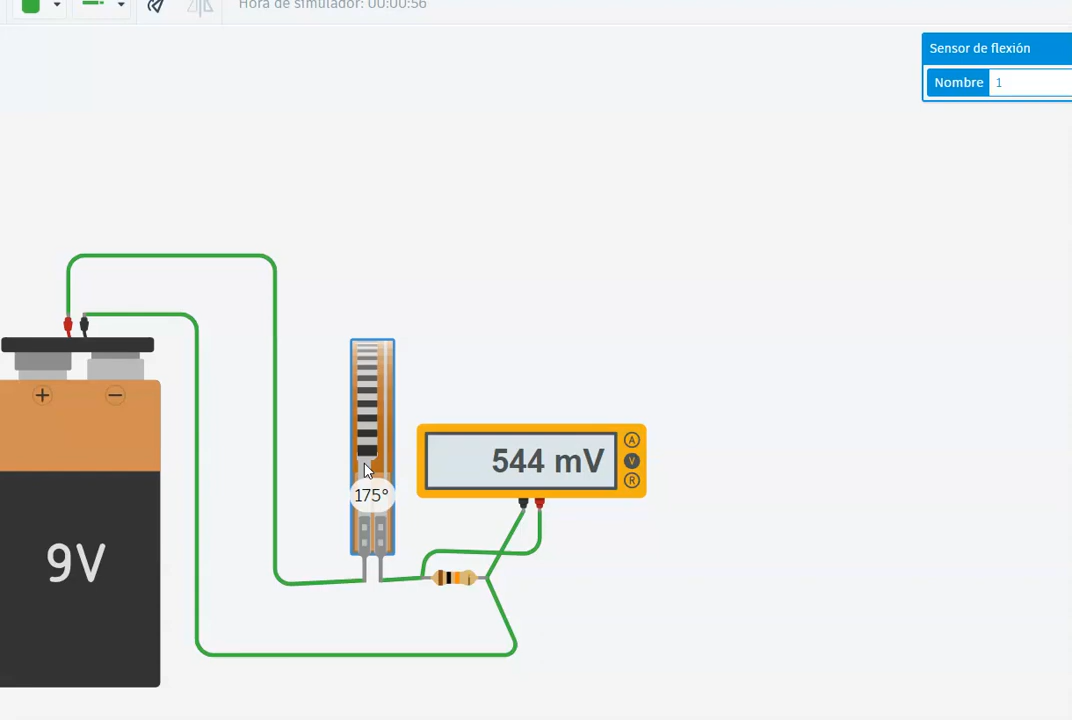 Hora de simulador: 00:00:56
Sensor de flexión
Nombre 1
+ −
9V
175°
544 mV
A
V
R